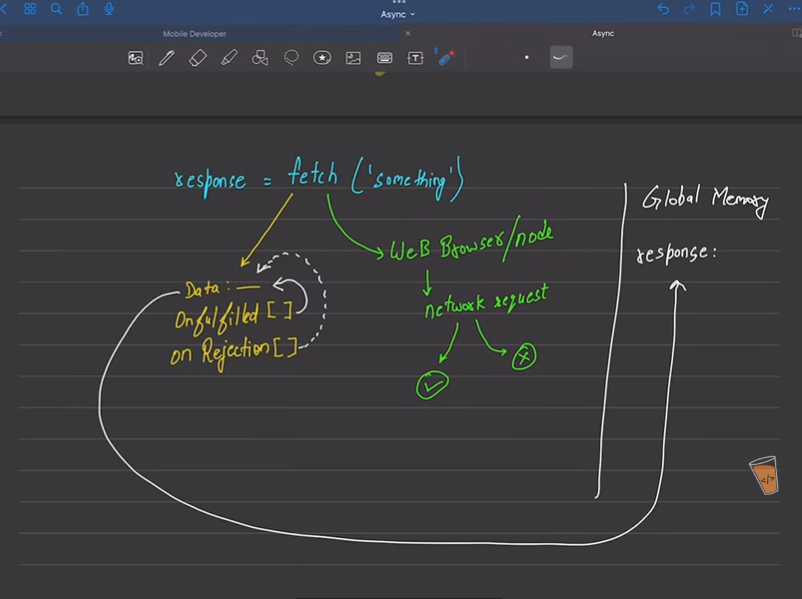 Async
Mobile Developer
Async
T
response = fetch ('something')
Global Memory
WeB Browser/node
response:
Data: —
network request
Onfulfilled [ ]
on Rejection [ ]
</>